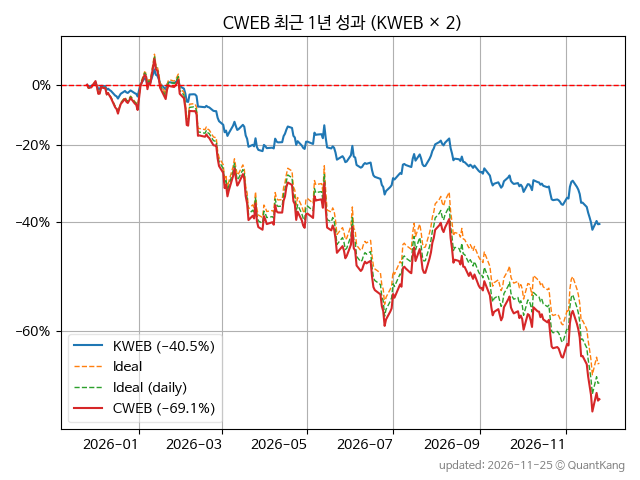 CWEB 최근 1년 성과 (KWEB × 2)
0%
−20%
−40%
−60%
KWEB (−40.5%)
Ideal
Ideal (daily)
CWEB (−69.1%)
2026-01
2026-03
2026-05
2026-07
2026-09
2026-11
updated: 2026-11-25 ⓒ QuantKang